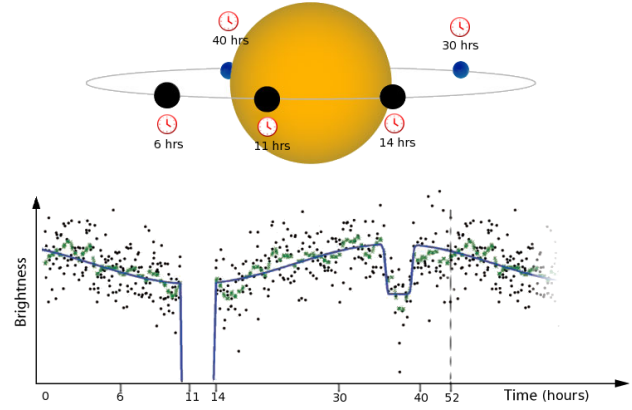 40 hrs
30 hrs
6 hrs
11 hrs
14 hrs
Brightness
0
6
11
14
30
40
52
Time (hours)